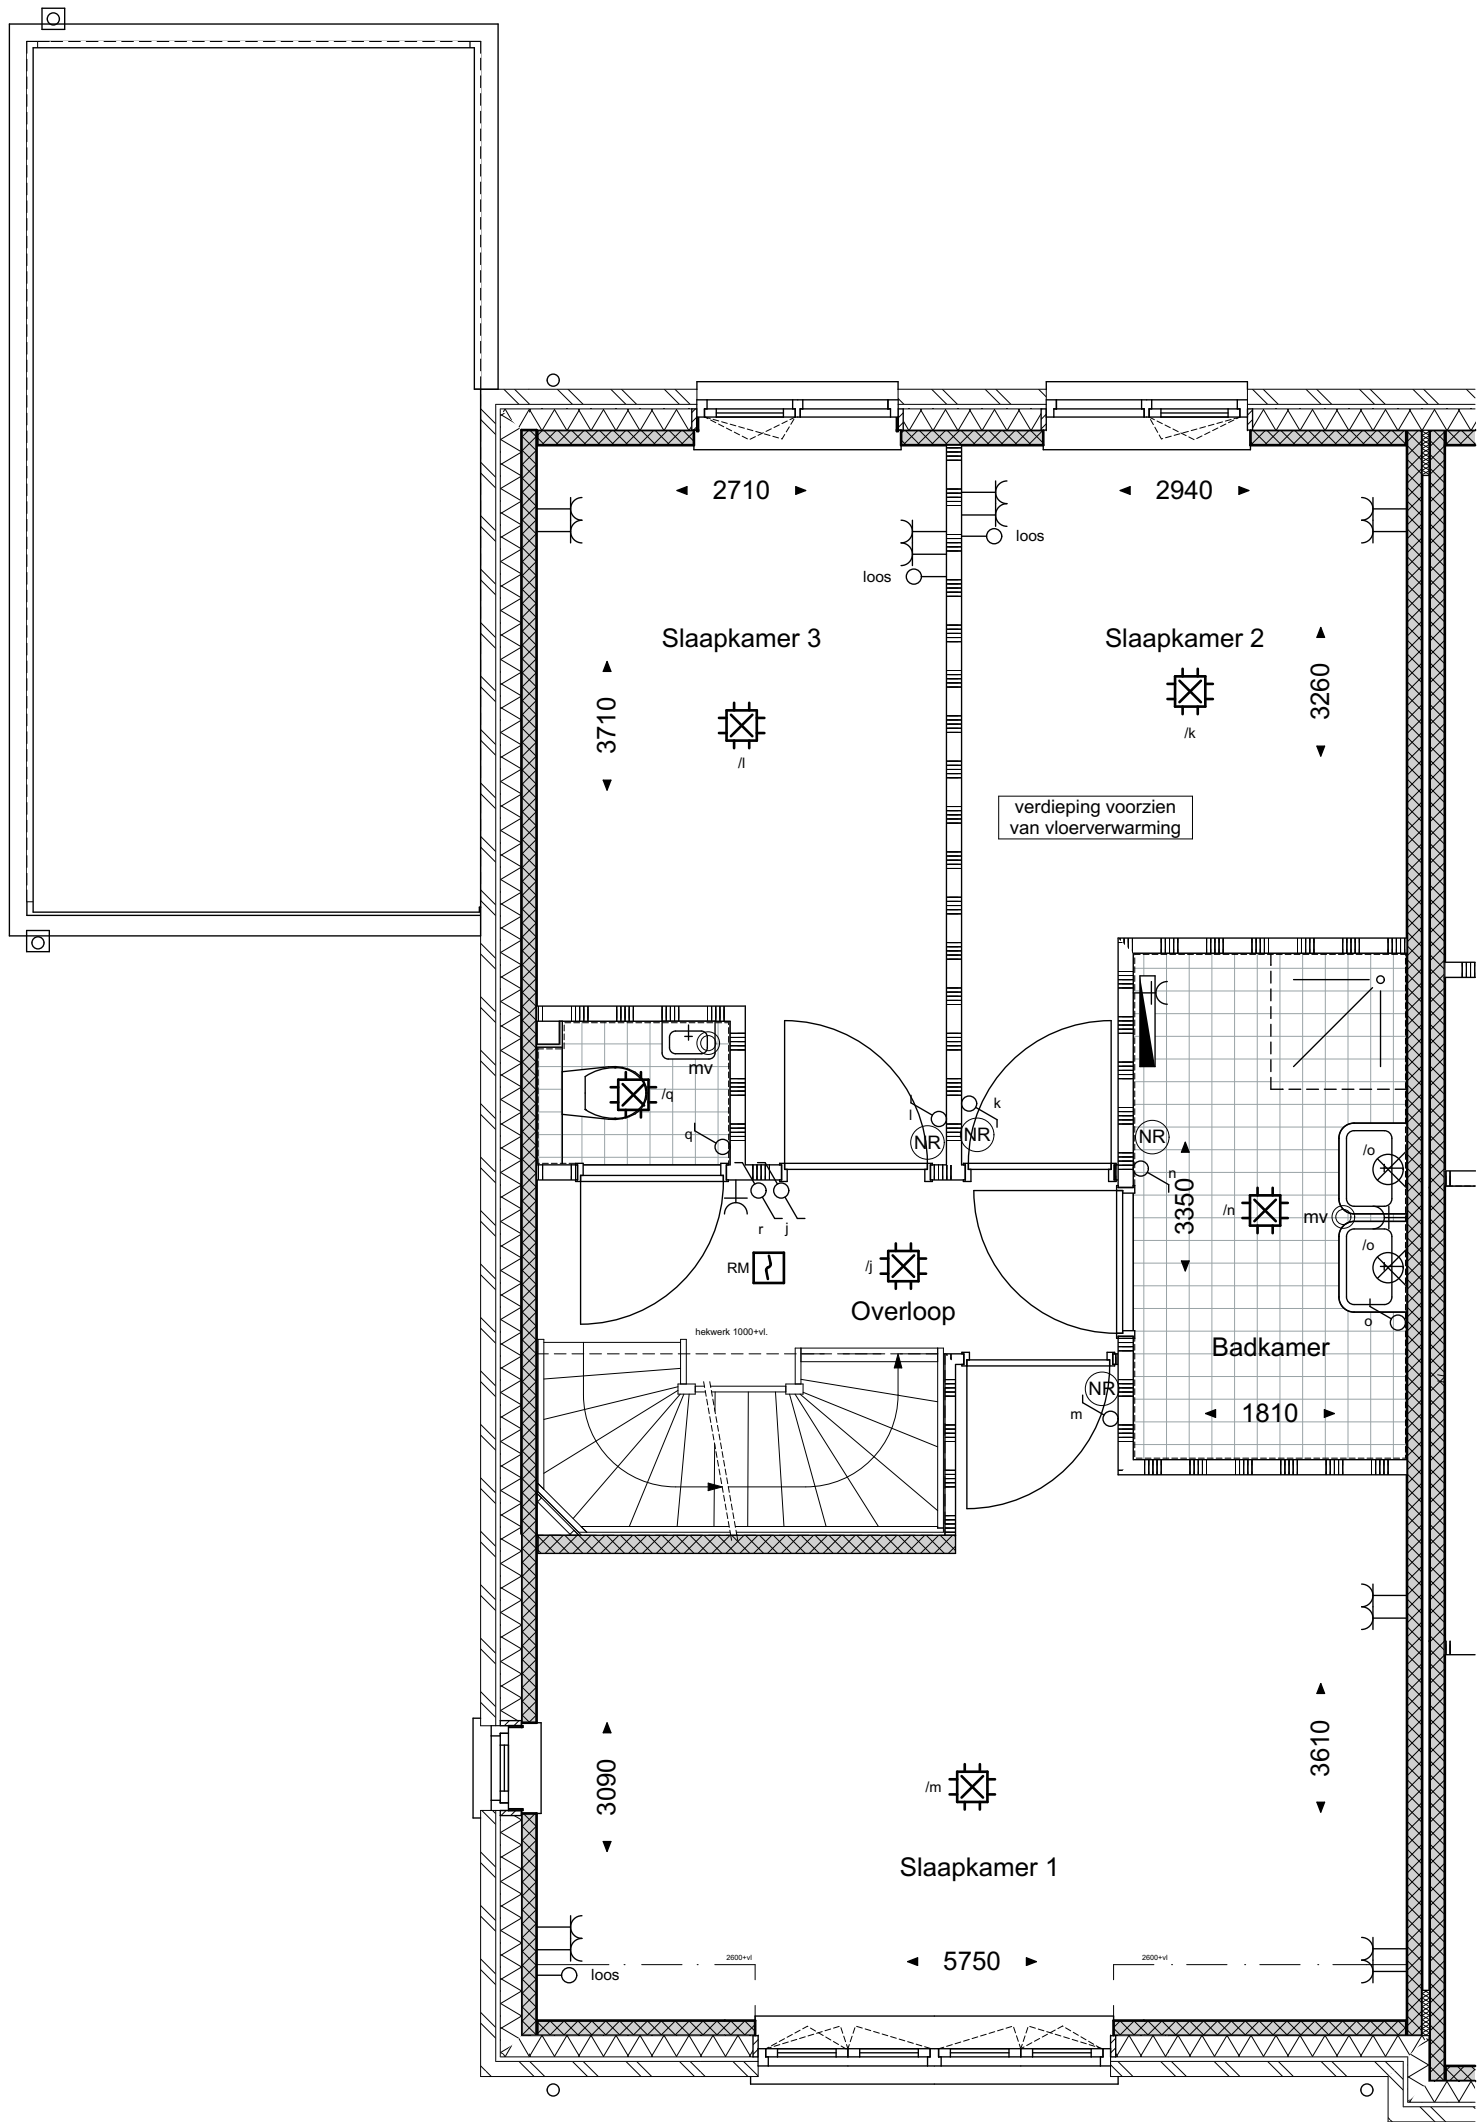 2710
2940
loos
loos
Slaapkamer 3
Slaapkamer 2
3710
3260
/l
/k
verdieping voorzien
van vloerverwarming
mv
/q
q
l
k
NR
NR
NR
n
/o
3350
/n
mv
/o
r
j
RM
/j
Overloop
o
hekwerk 1000+vl.
Badkamer
NR
m
1810
3090
3610
/m
Slaapkamer 1
2600+vl
5750
2600+vl
loos